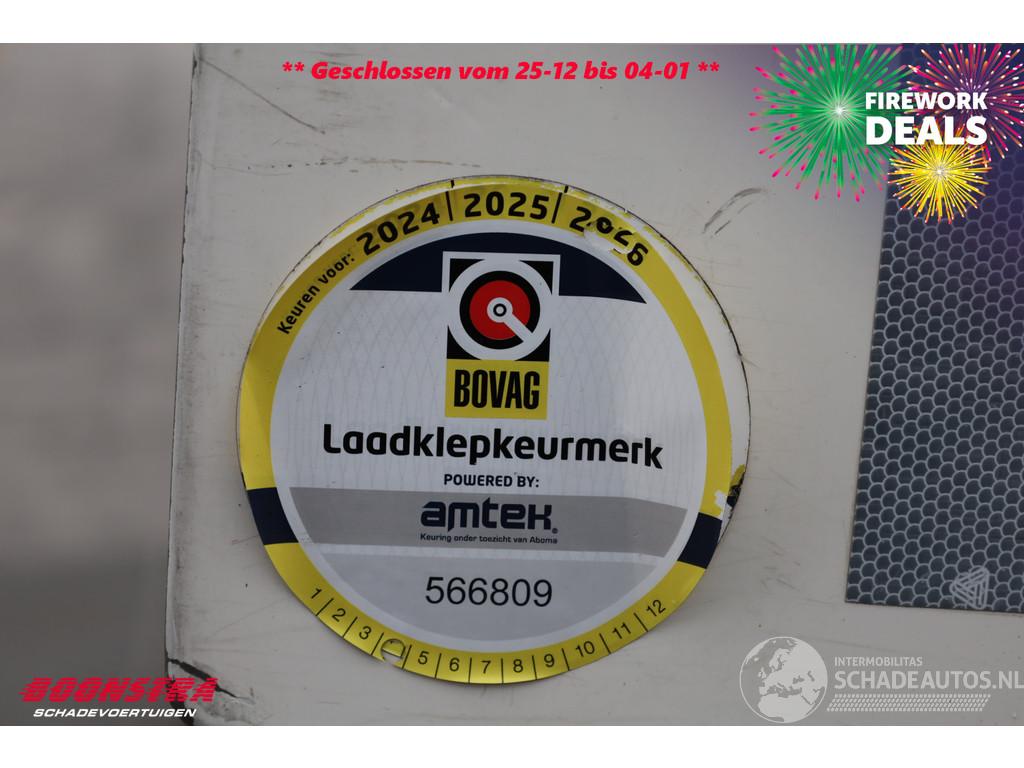 ** Geschlossen vom 25-12 bis 04-01 **
FIREWORK
DEALS
Keuren voor: 2024 | 2025 | 2026
BOVAG
Laadklepkeurmerk
POWERED BY:
amtek®
Keuring onder toezicht van Aboma
566809
1 | 2 | 3 | 5 | 6 | 7 | 8 | 9 | 10 | 11 | 12
BOONSTRA
SCHADEVOERTUIGEN
INTERMOBILITAS
SCHADEAUTOS.NL